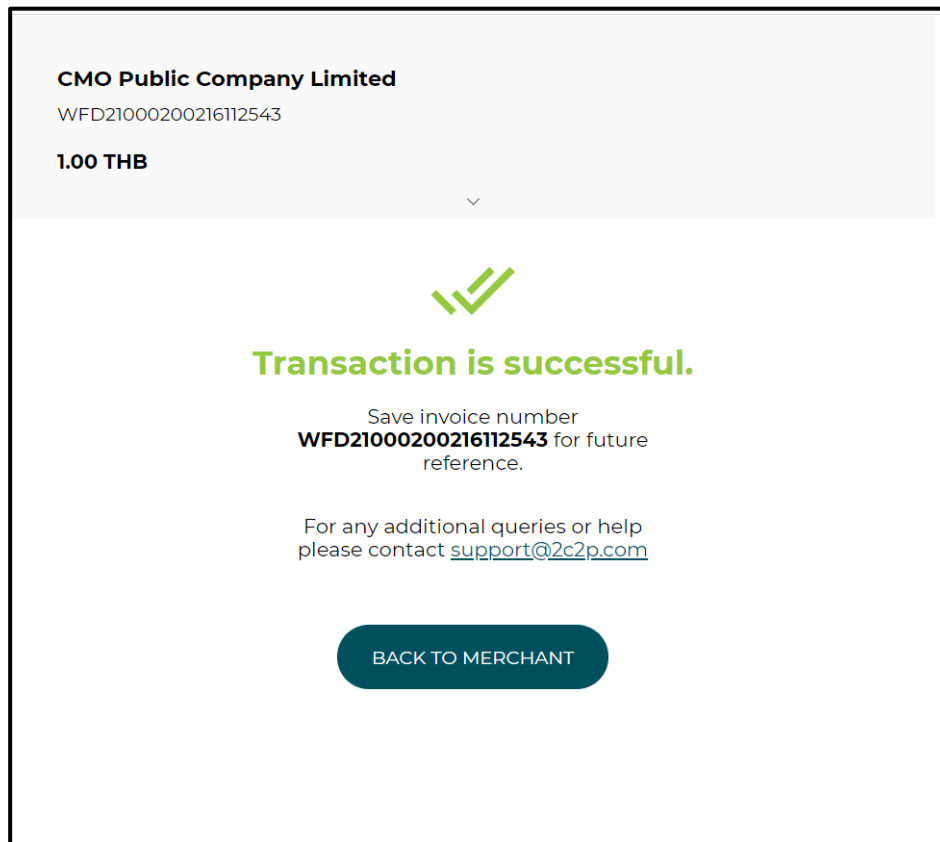 CMO Public Company Limited
WFD21000200216112543
1.00 THB
Transaction is successful.
Save invoice number
WFD21000200216112543 for future
reference.
For any additional queries or help
please contact support@2c2p.com
BACK TO MERCHANT